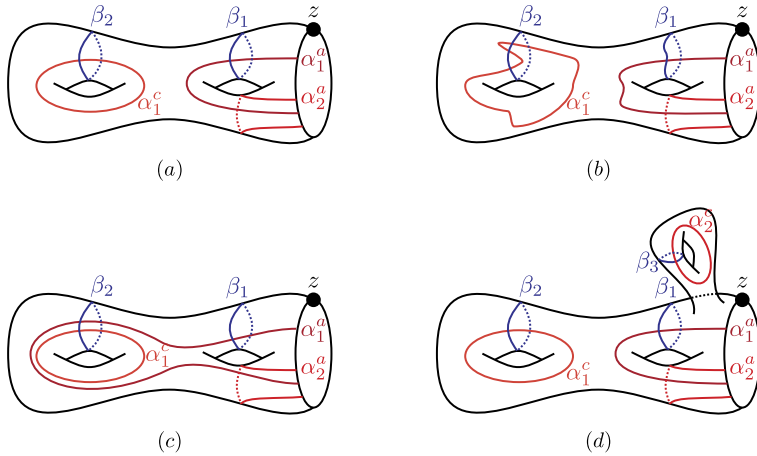 β₂ β₁ z
α₁ᵃ
α₁ᶜ α₂ᵃ
(a)
β₂ β₁ z
α₁ᵃ
α₁ᶜ α₂ᵃ
(b)
β₂ β₁ z
α₁ᵃ
α₁ᶜ α₂ᵃ
(c)
α₂ᶜ
β₃
β₂ β₁ z
α₁ᵃ
α₁ᶜ α₂ᵃ
(d)